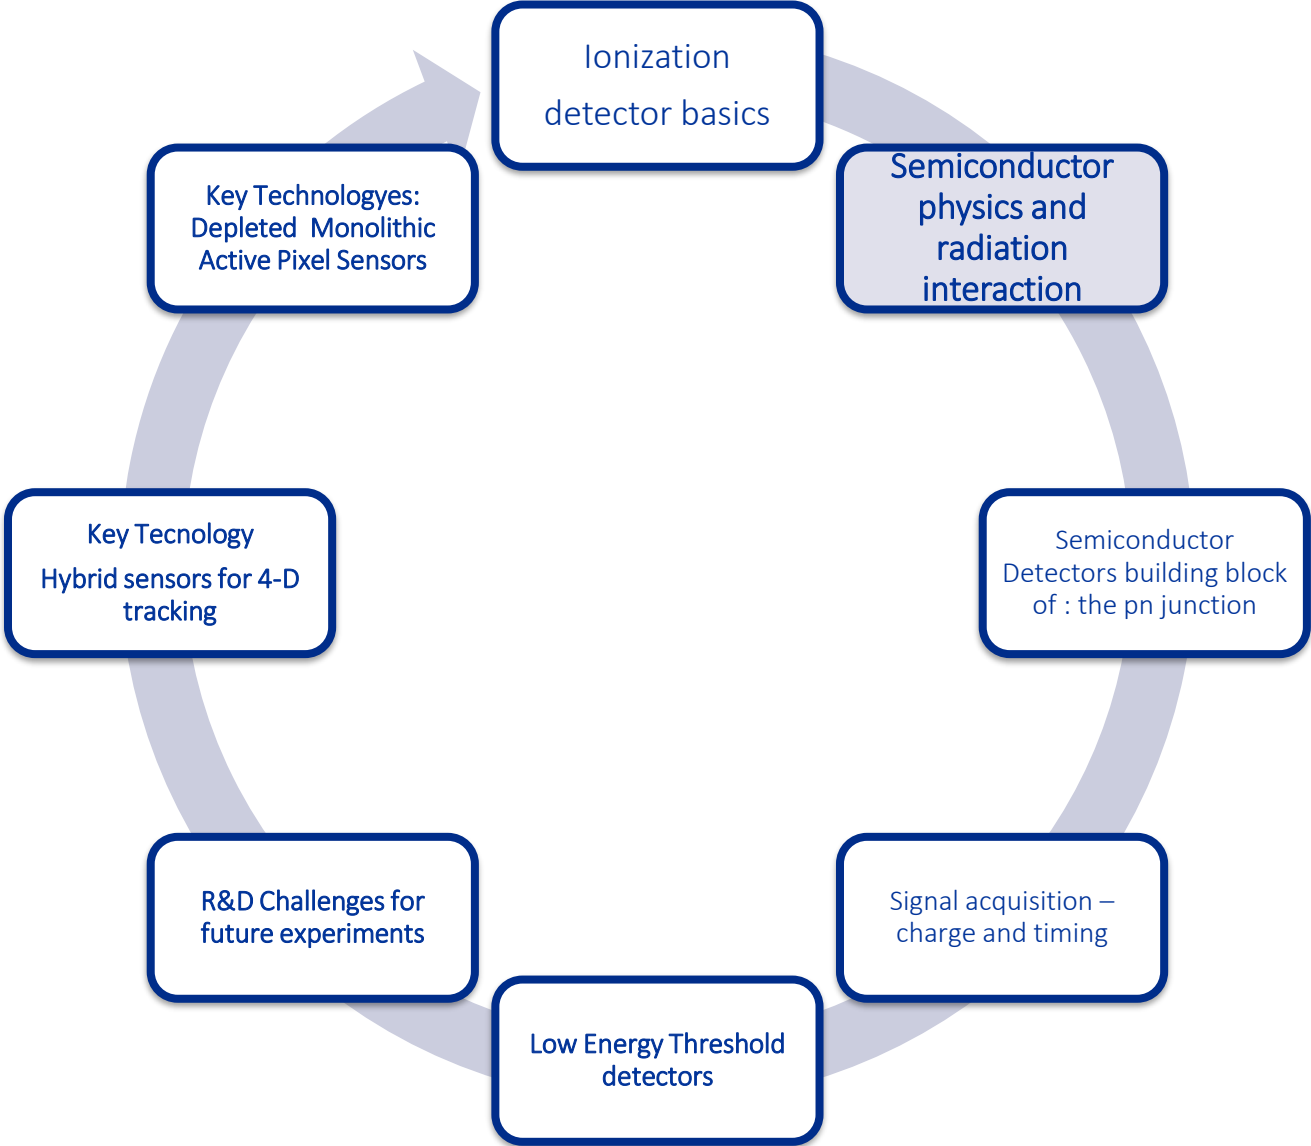 Ionization
detector basics
Semiconductor
physics and
radiation
interaction
Semiconductor
Detectors building block
of : the pn junction
Signal acquisition –
charge and timing
Low Energy Threshold
detectors
R&D Challenges for
future experiments
Key Tecnology
Hybrid sensors for 4-D
tracking
Key Technologyes:
Depleted  Monolithic
Active Pixel Sensors